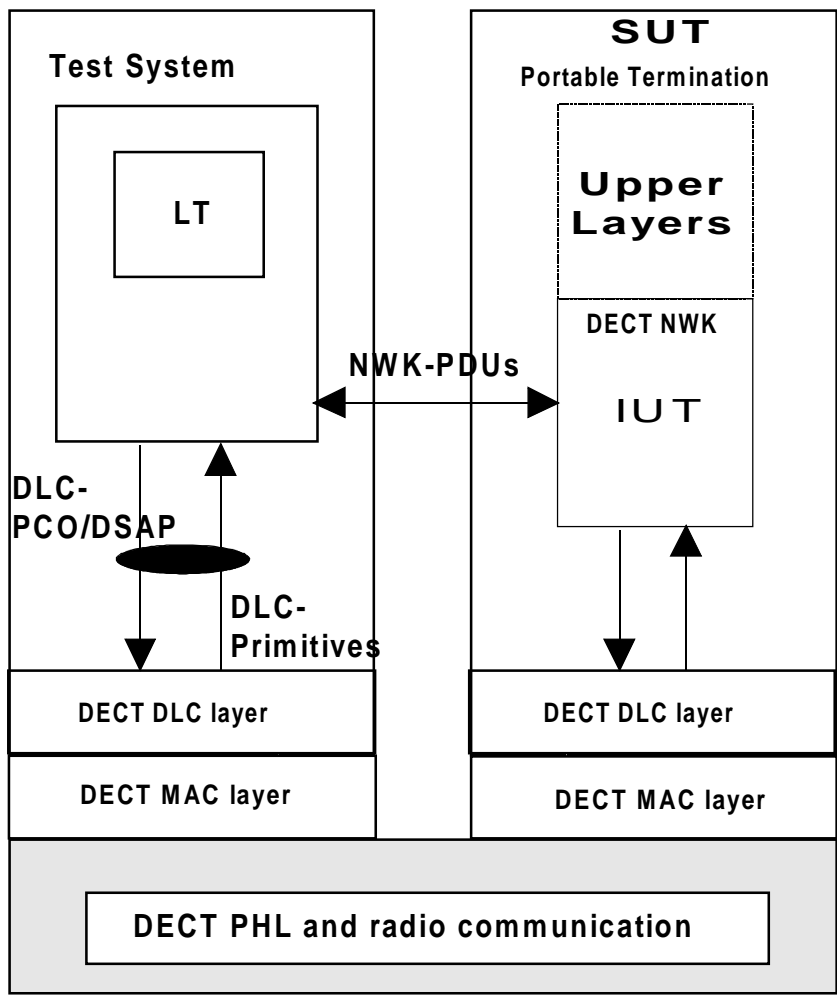 Test System
LT
SUT
Portable Termination
Upper
Layers
DECT NWK
IUT
NWK-PDUs
DLC-
PCO/DSAP
DLC-
Primitives
DECT DLC layer
DECT MAC layer
DECT DLC layer
DECT MAC layer
DECT PHL and radio communication